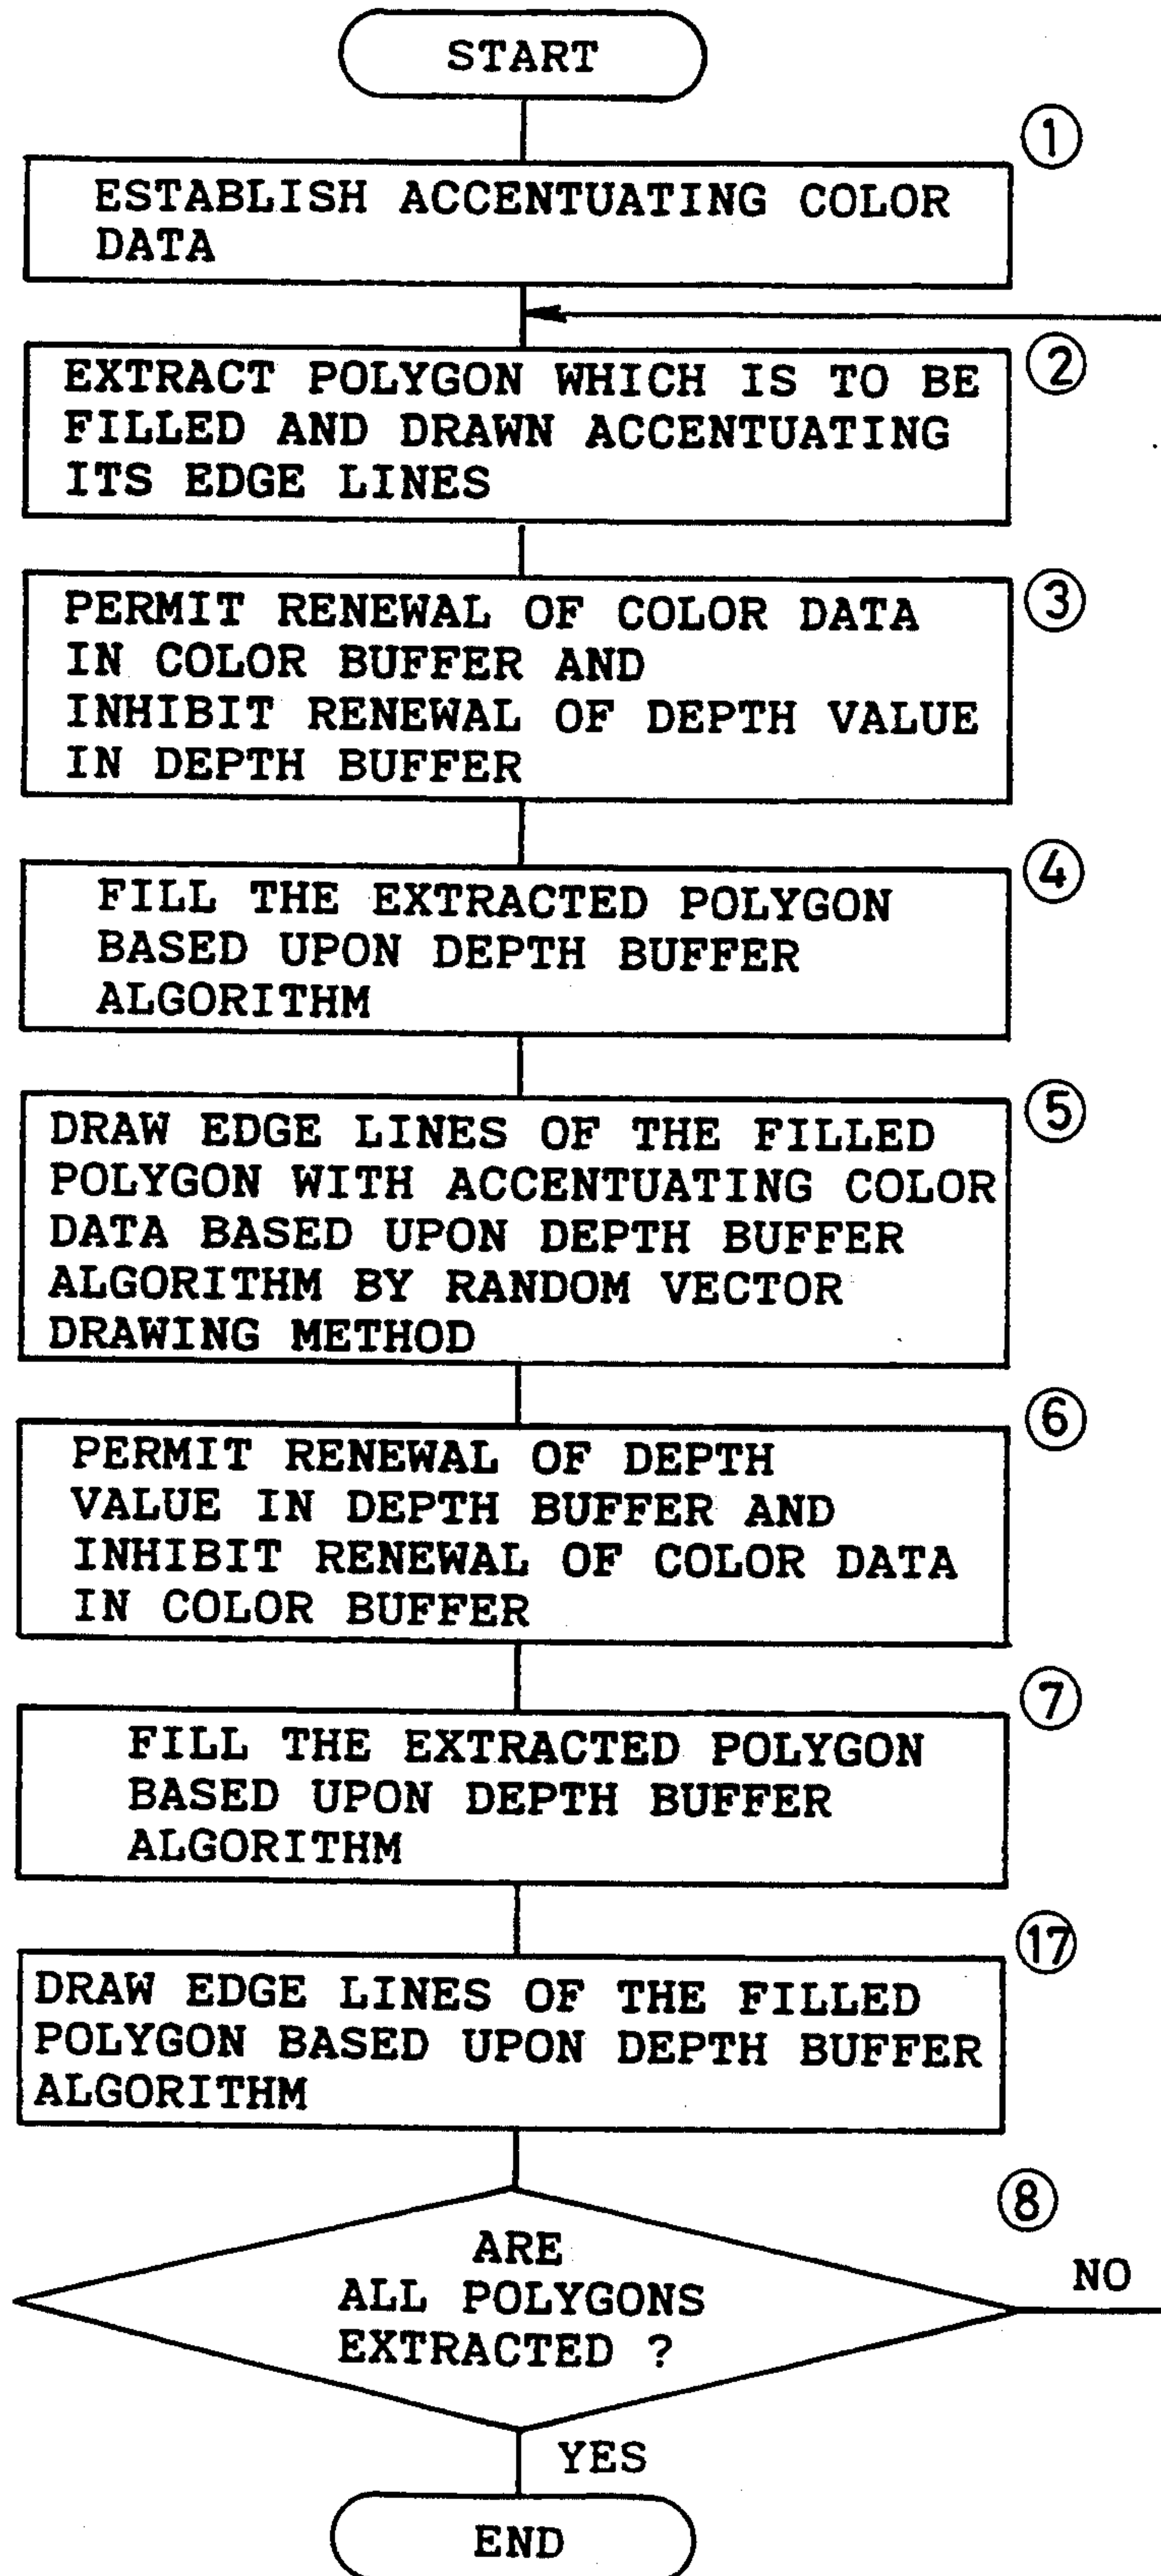 START
①
ESTABLISH ACCENTUATING COLOR
DATA
②
EXTRACT POLYGON WHICH IS TO BE
FILLED AND DRAWN ACCENTUATING
ITS EDGE LINES
③
PERMIT RENEWAL OF COLOR DATA
IN COLOR BUFFER AND
INHIBIT RENEWAL OF DEPTH VALUE
IN DEPTH BUFFER
④
FILL THE EXTRACTED POLYGON
BASED UPON DEPTH BUFFER
ALGORITHM
⑤
DRAW EDGE LINES OF THE FILLED
POLYGON WITH ACCENTUATING COLOR
DATA BASED UPON DEPTH BUFFER
ALGORITHM BY RANDOM VECTOR
DRAWING METHOD
⑥
PERMIT RENEWAL OF DEPTH
VALUE IN DEPTH BUFFER AND
INHIBIT RENEWAL OF COLOR DATA
IN COLOR BUFFER
⑦
FILL THE EXTRACTED POLYGON
BASED UPON DEPTH BUFFER
ALGORITHM
⑰
DRAW EDGE LINES OF THE FILLED
POLYGON BASED UPON DEPTH BUFFER
ALGORITHM
⑧
ARE
ALL POLYGONS
EXTRACTED ?
NO
YES
END